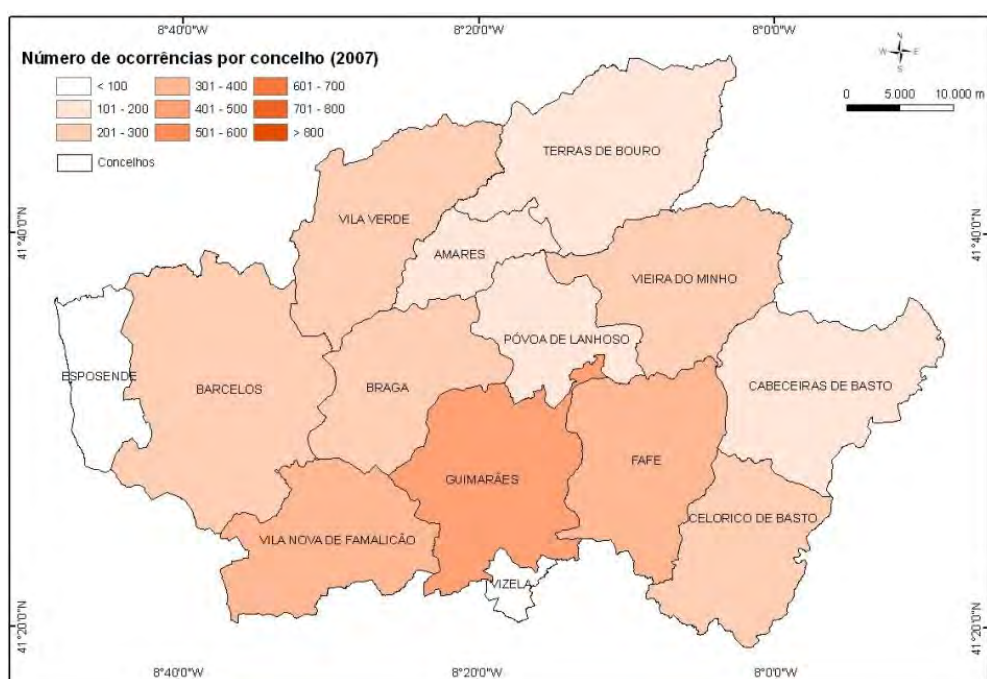 8°40'0"W 8°20'0"W 8°0'0"W
Número de ocorrências por concelho (2007)
< 100 301 - 400 601 - 700
101 - 200 401 - 500 701 - 800
201 - 300 501 - 600 > 800
Concelhos
N
W E
S
0 5.000 10.000 m
TERRAS DE BOURO
VILA VERDE
41°40'0"N 41°40'0"N
AMARES
VIEIRA DO MINHO
PÓVOA DE LANHOSO
ESPOSENDE
BARCELOS
BRAGA
CABECEIRAS DE BASTO
FAFE
GUIMARÃES
CELORICO DE BASTO
VILA NOVA DE FAMALICÃO
VIZELA
41°20'0"N 41°20'0"N
8°40'0"W 8°20'0"W 8°0'0"W